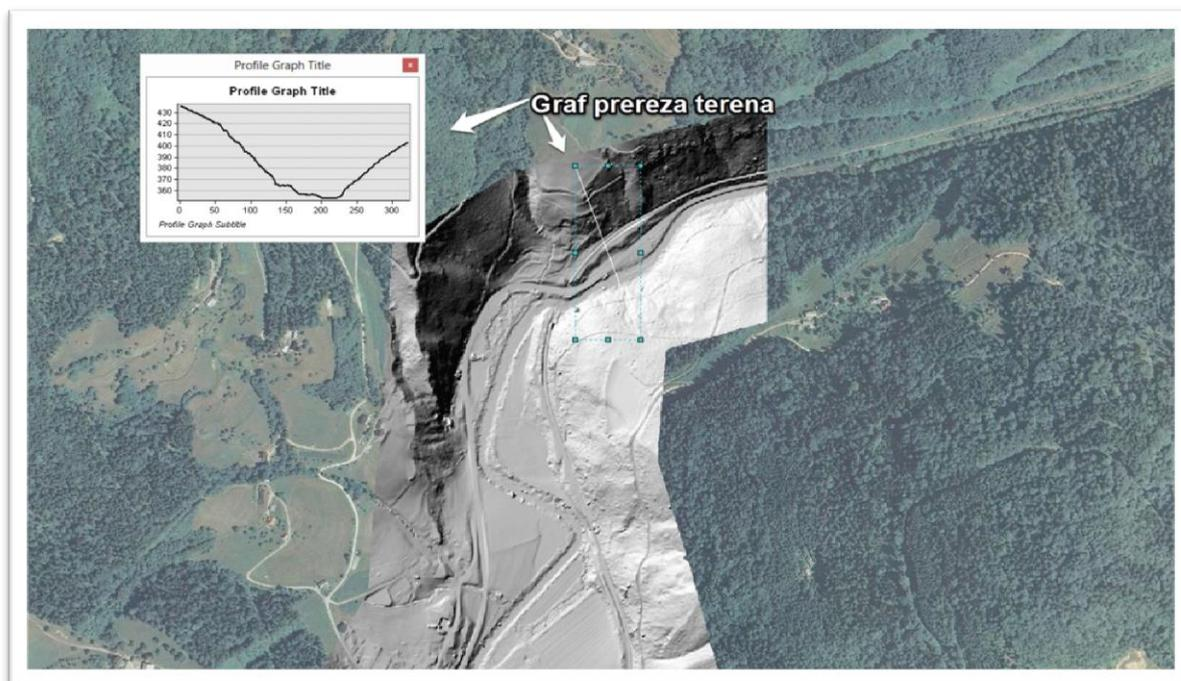 Profile Graph Title
x
Profile Graph Title
430
420
410
400
390
380
370
360
0 50 100 150 200 250 300
Profile Graph Subtitle
Graf prereza terena